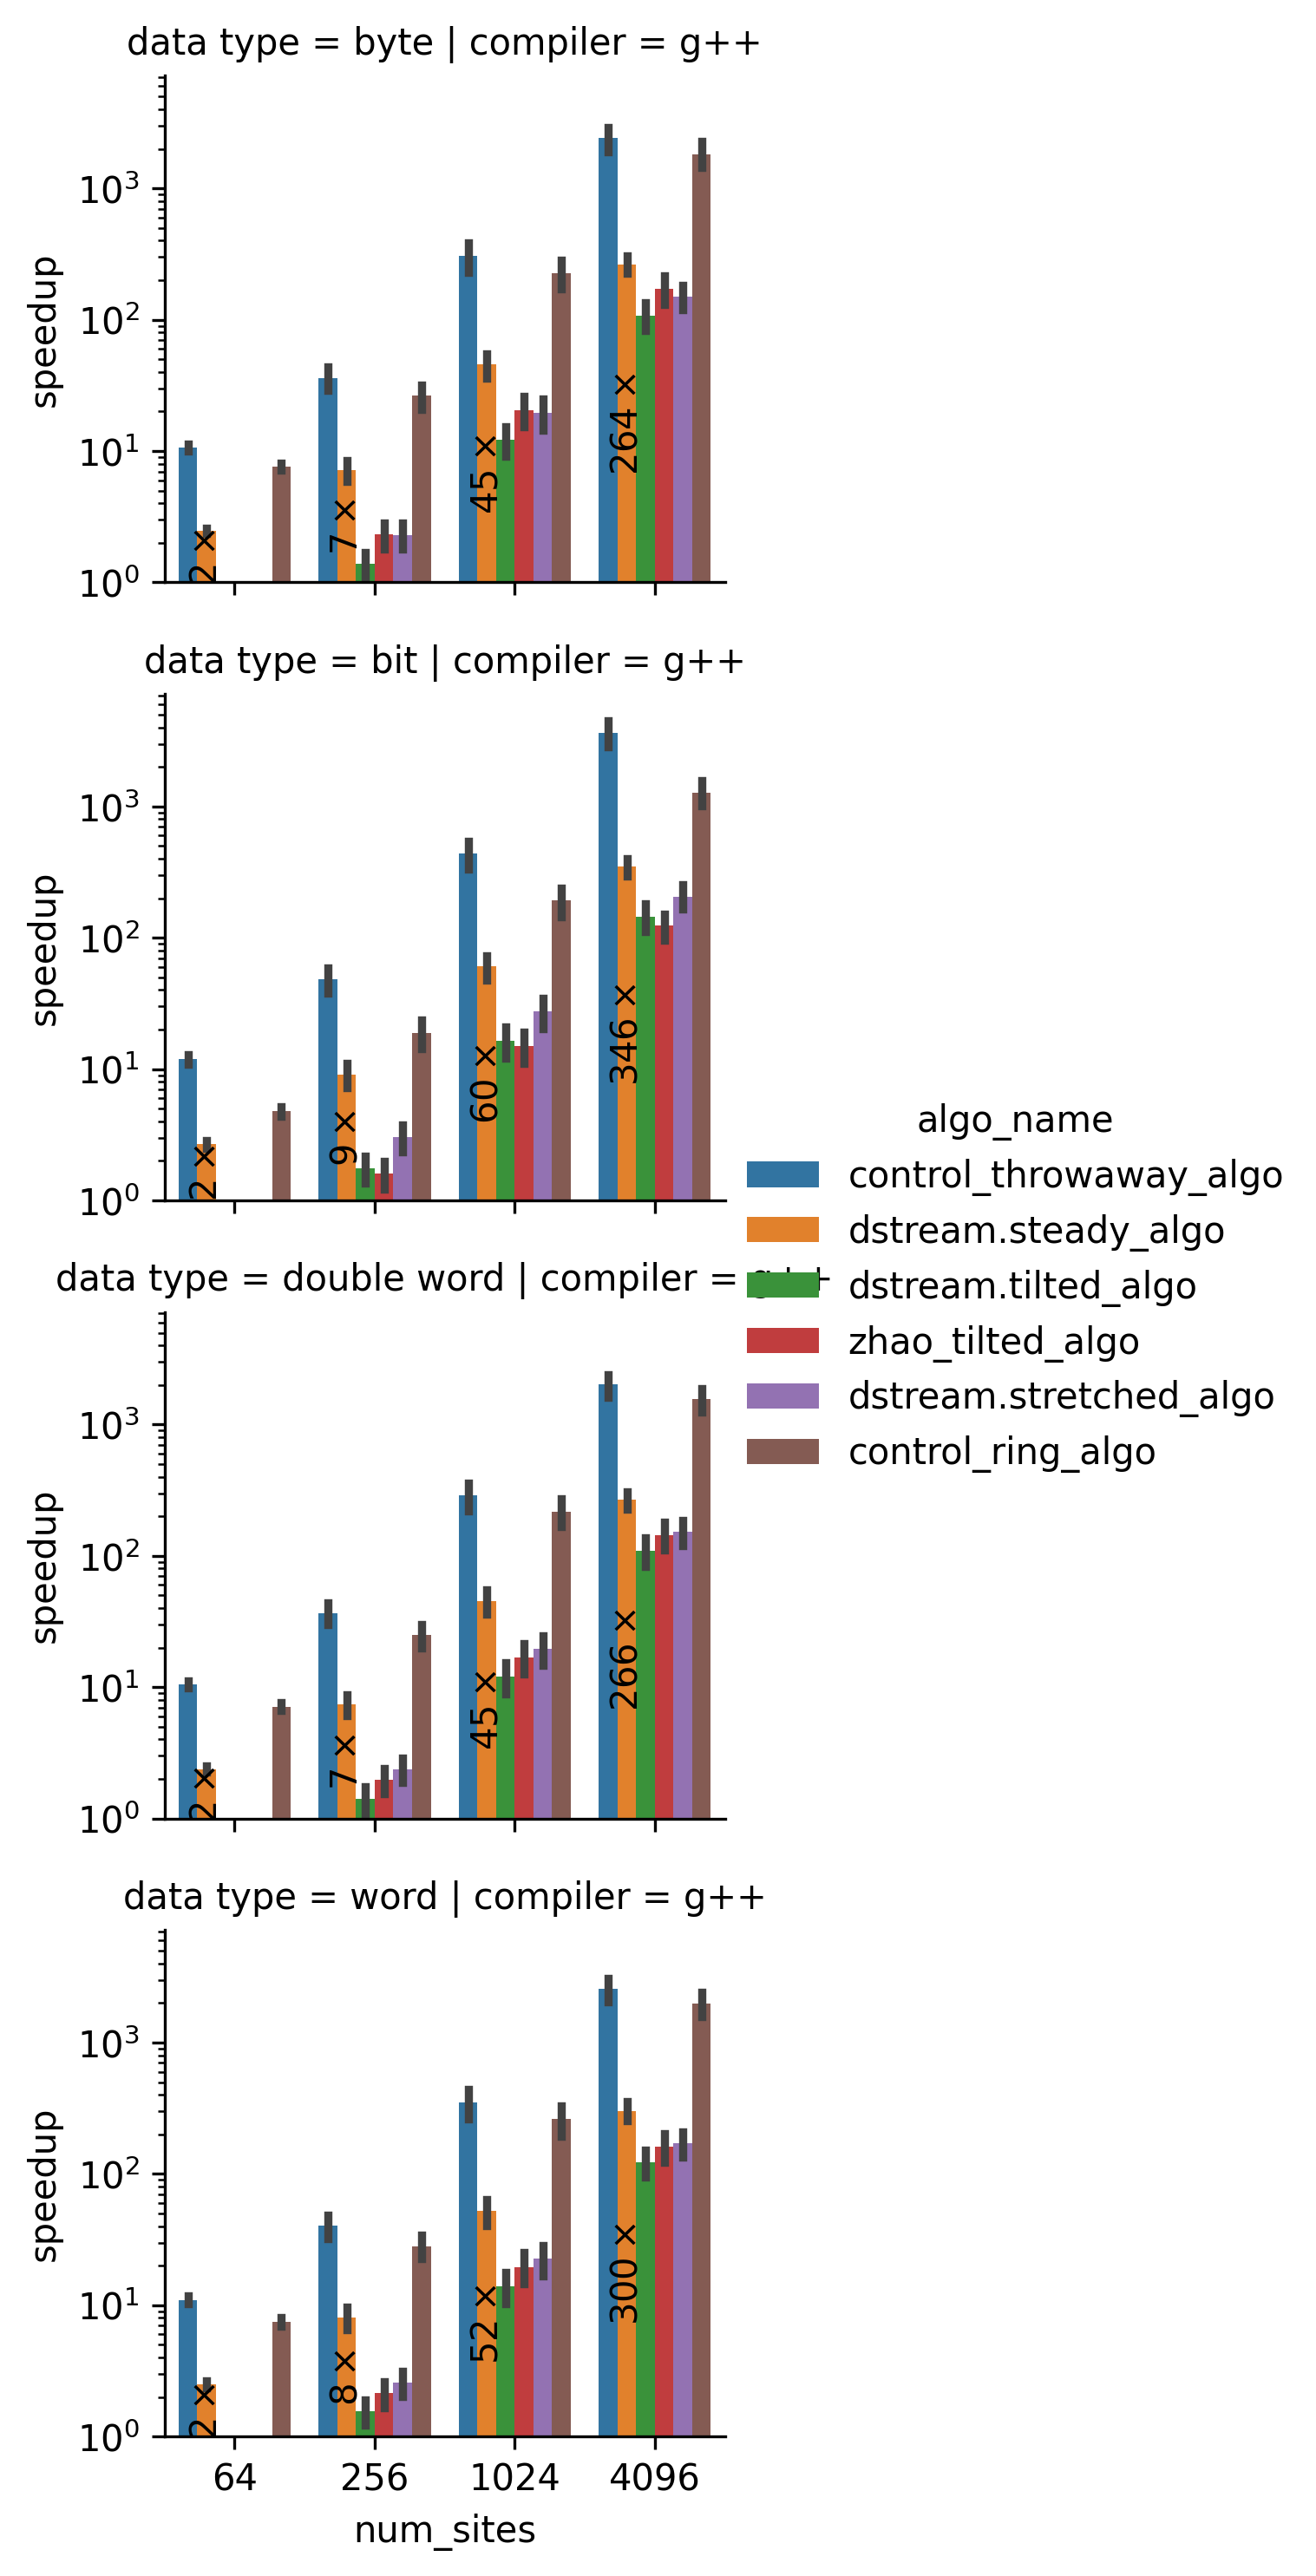 data type = byte | compiler = g++
speedup
10³
10²
10¹
10⁰
2 ×
7 ×
45 ×
264 ×
data type = bit | compiler = g++
speedup
10³
10²
10¹
10⁰
2 ×
9 ×
60 ×
346 ×
algo_name
control_throwaway_algo
dstream.steady_algo
dstream.tilted_algo
zhao_tilted_algo
dstream.stretched_algo
control_ring_algo
data type = double word | compiler = g++
speedup
10³
10²
10¹
10⁰
2 ×
7 ×
45 ×
266 ×
data type = word | compiler = g++
speedup
10³
10²
10¹
10⁰
2 ×
8 ×
52 ×
300 ×
64 256 1024 4096
num_sites